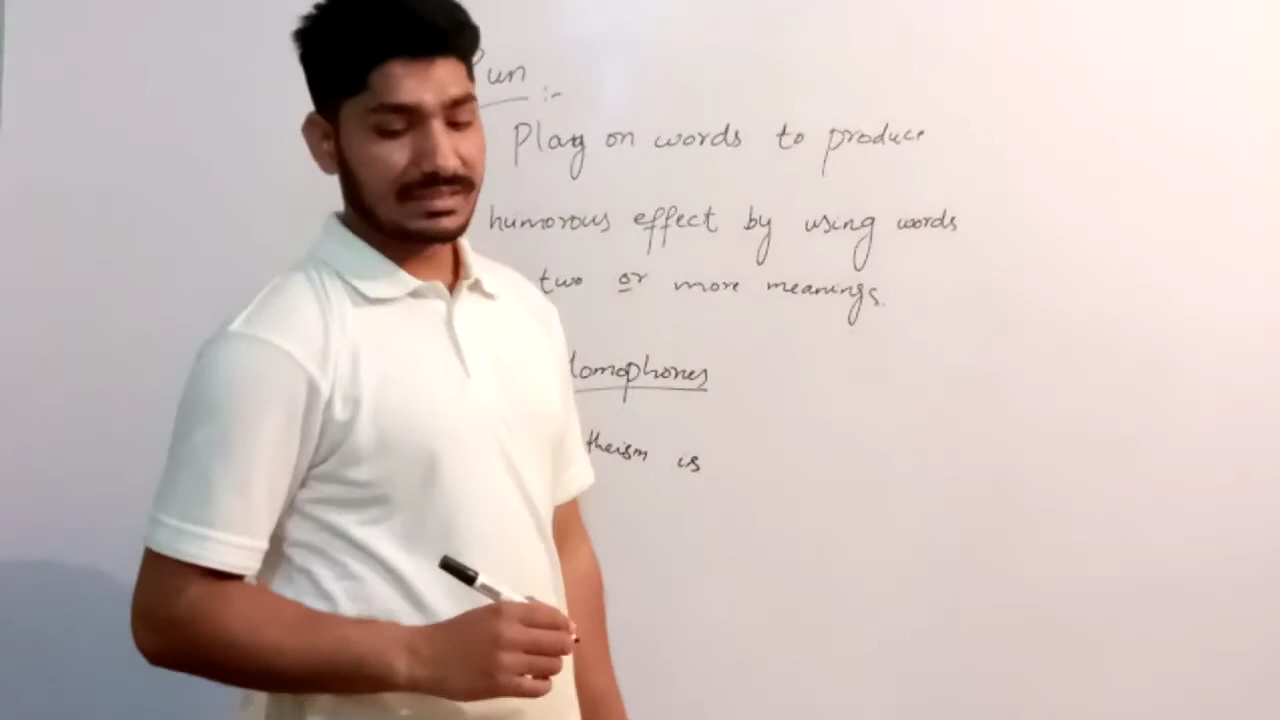 Pun :-
Play on words to produce
humorous effect by using words
two or more meanings.
Homophones
theism is